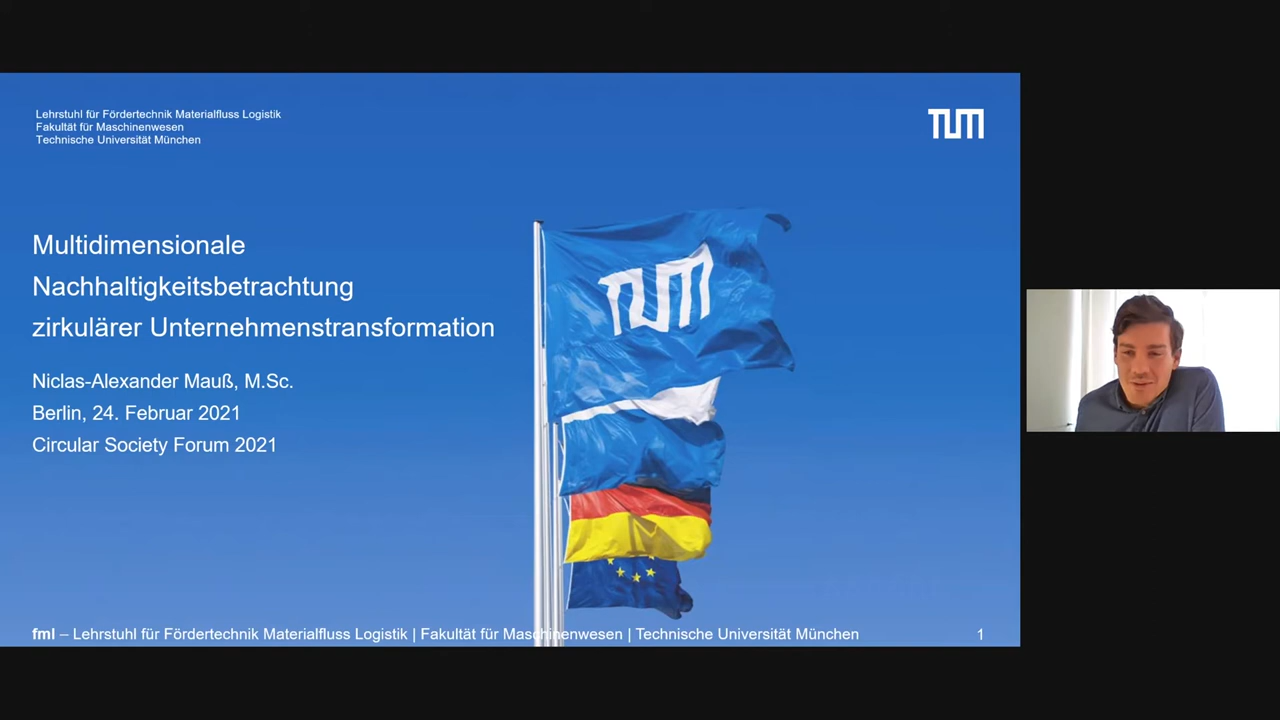 Lehrstuhl für Fördertechnik Materialfluss Logistik
Fakultät für Maschinenwesen
Technische Universität München
TUM
Multidimensionale
Nachhaltigkeitsbetrachtung
zirkulärer Unternehmenstransformation
Niclas-Alexander Mauß, M.Sc.
Berlin, 24. Februar 2021
Circular Society Forum 2021
TUM
fml – Lehrstuhl für Fördertechnik Materialfluss Logistik | Fakultät für Maschinenwesen | Technische Universität München 1